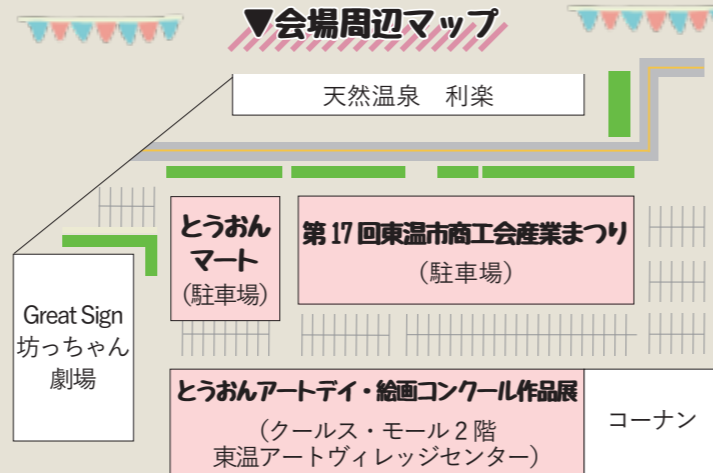 ▼会場周辺マップ
天然温泉　利楽
とうおん
マート
(駐車場)
第17回東温市商工会産業まつり
(駐車場)
Great Sign
坊っちゃん
劇場
とうおんアートデイ・絵画コンクール作品展
(クールス・モール2階
東温アートヴィレッジセンター)
コーナン